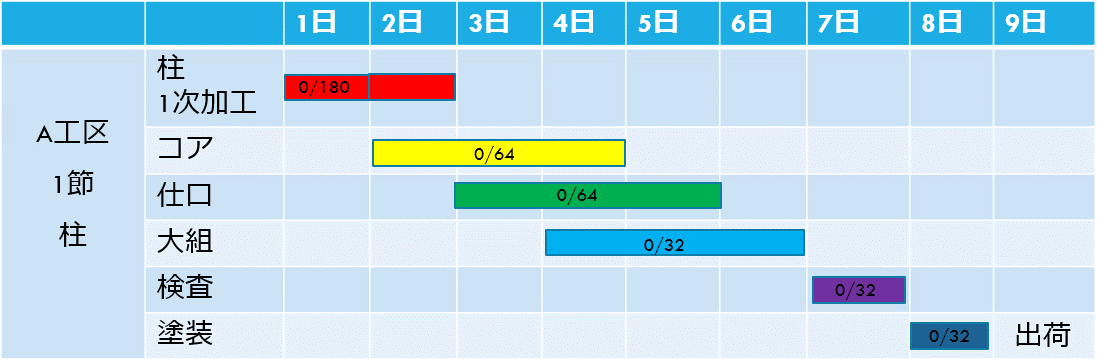 1日 2日 3日 4日 5日 6日 7日 8日 9日
A工区
1節
柱
柱
1次加工
0/180
コア
0/64
仕口
0/64
大組
0/32
検査
0/32
塗装
0/32
出荷